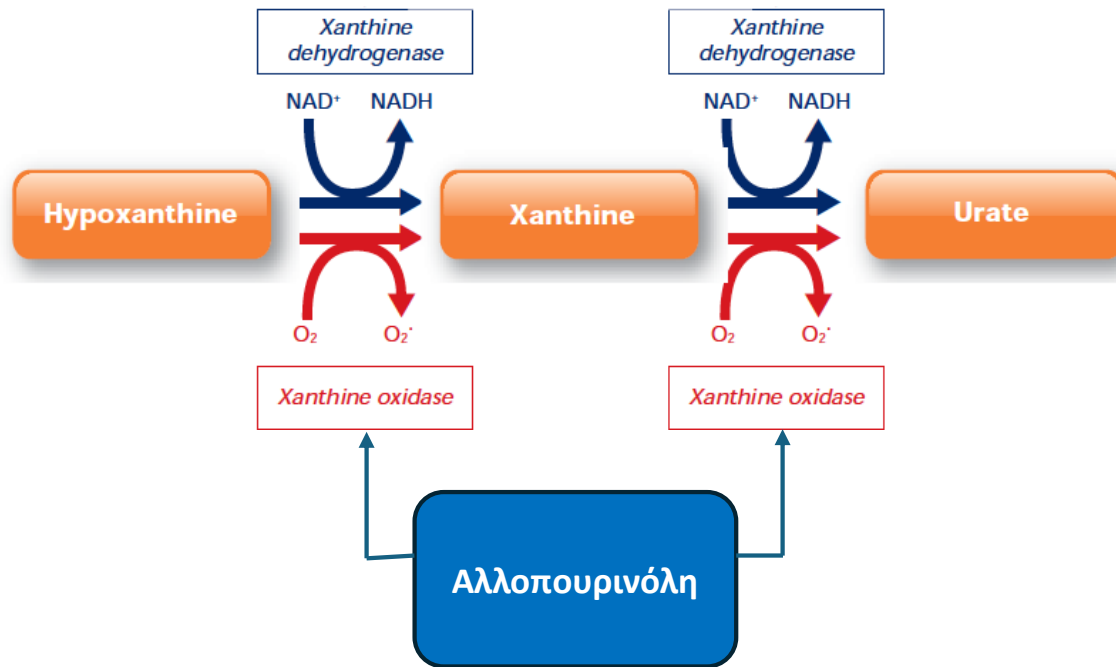 Xanthine
dehydrogenase
Xanthine
dehydrogenase
NAD⁺ NADH
NAD⁺ NADH
Hypoxanthine
Xanthine
Urate
O₂ O₂˙
O₂ O₂˙
Xanthine oxidase
Xanthine oxidase
Αλλοπουρινόλη